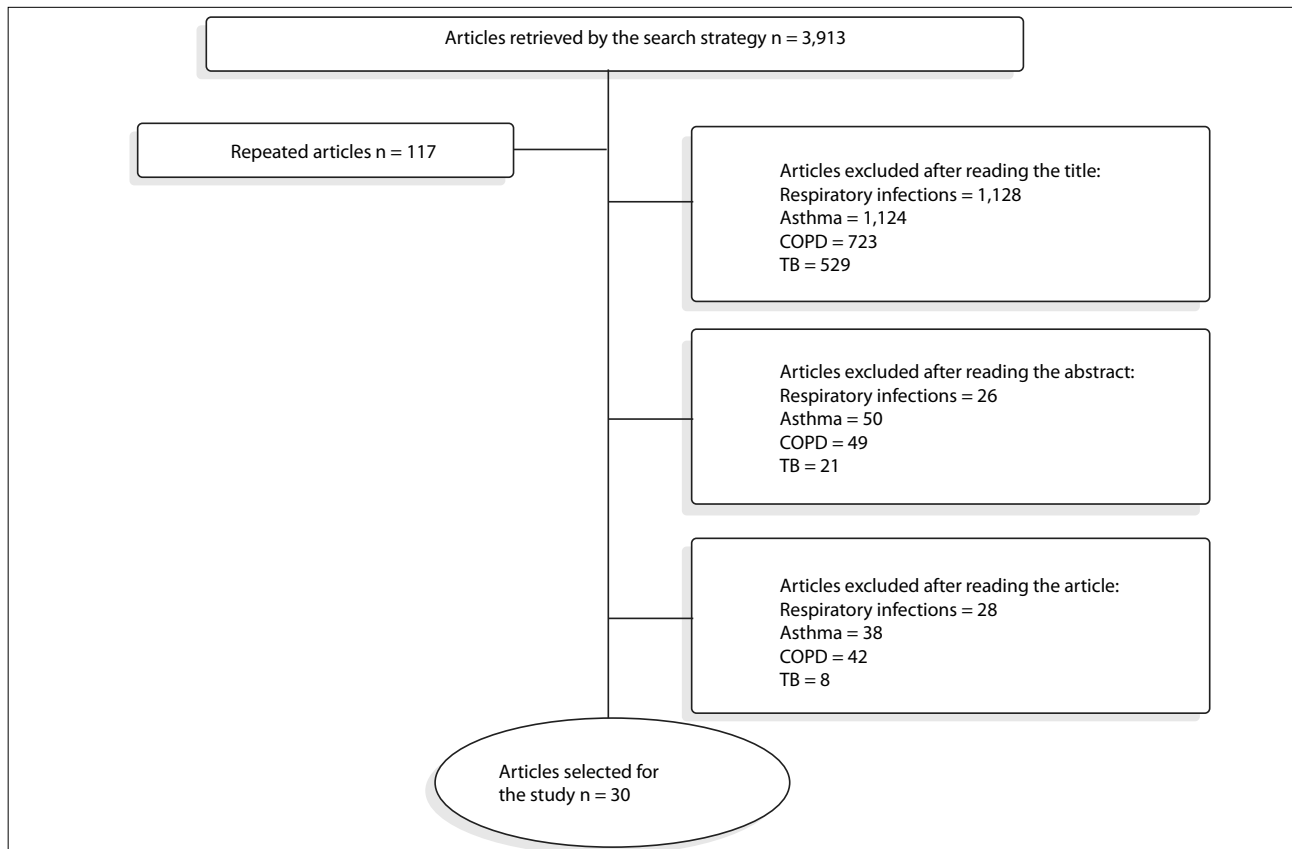 Articles retrieved by the search strategy n = 3,913
Repeated articles n = 117
Articles excluded after reading the title:
Respiratory infections = 1,128
Asthma = 1,124
COPD = 723
TB = 529
Articles excluded after reading the abstract:
Respiratory infections = 26
Asthma = 50
COPD = 49
TB = 21
Articles excluded after reading the article:
Respiratory infections = 28
Asthma = 38
COPD = 42
TB = 8
Articles selected for
the study n = 30